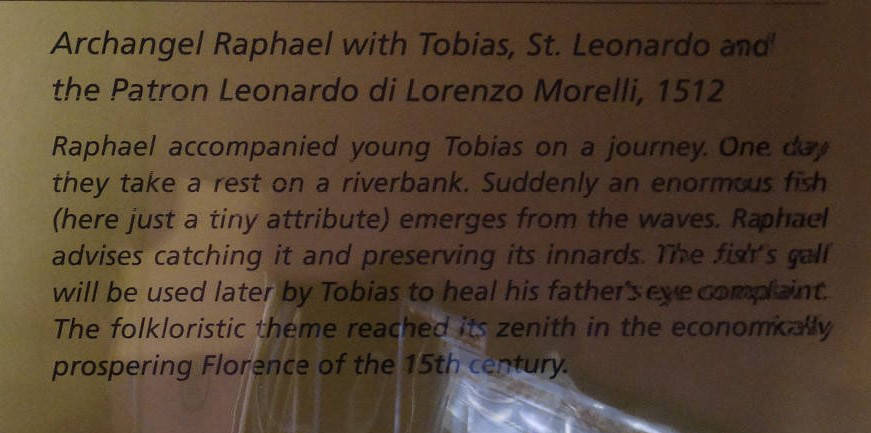 Archangel Raphael with Tobias, St. Leonardo and
the Patron Leonardo di Lorenzo Morelli, 1512
Raphael accompanied young Tobias on a journey. One day
they take a rest on a riverbank. Suddenly an enormous fish
(here just a tiny attribute) emerges from the waves. Raphael
advises catching it and preserving its innards. The fish's gall
will be used later by Tobias to heal his father's eye complaint.
The folkloristic theme reached its zenith in the economically
prospering Florence of the 15th century.